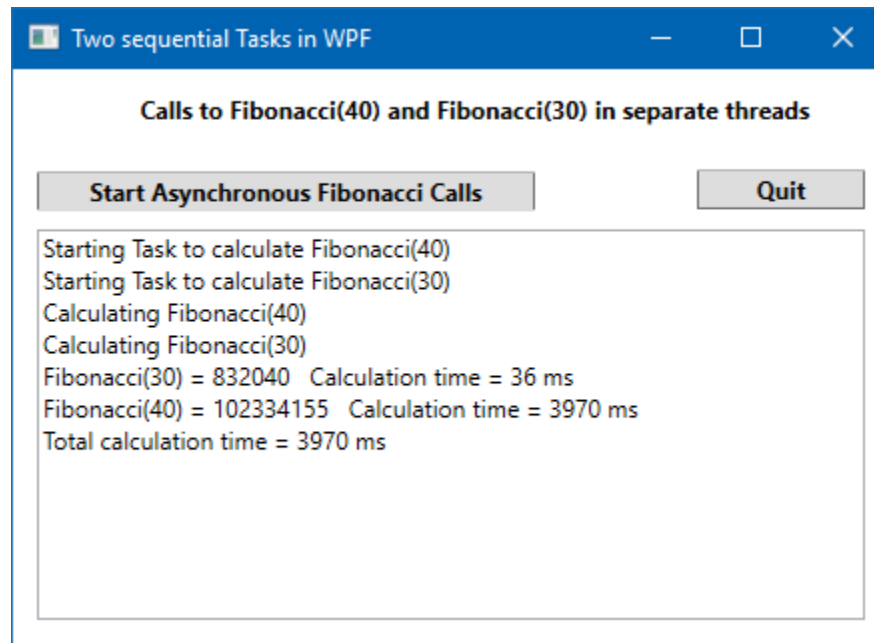 Two sequential Tasks in WPF
Calls to Fibonacci(40) and Fibonacci(30) in separate threads
Start Asynchronous Fibonacci Calls
Quit
Starting Task to calculate Fibonacci(40)
Starting Task to calculate Fibonacci(30)
Calculating Fibonacci(40)
Calculating Fibonacci(30)
Fibonacci(30) = 832040   Calculation time = 36 ms
Fibonacci(40) = 102334155   Calculation time = 3970 ms
Total calculation time = 3970 ms